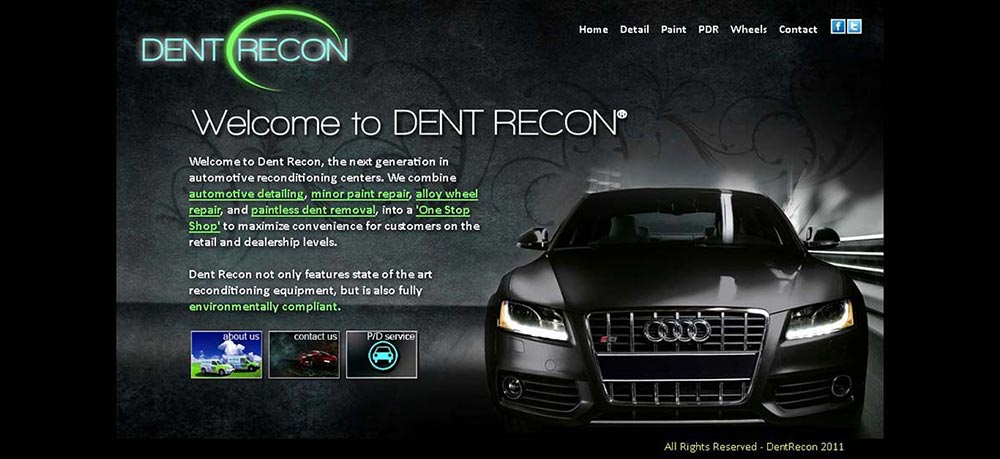 DENT RECON
Home Detail Paint PDR Wheels Contact
Welcome to DENT RECON®
Welcome to Dent Recon, the next generation in
automotive reconditioning centers. We combine
automotive detailing, minor paint repair, alloy wheel
repair, and paintless dent removal, into a 'One Stop
Shop' to maximize convenience for customers on the
retail and dealership levels.
Dent Recon not only features state of the art
reconditioning equipment, but is also fully
environmentally compliant.
about us
contact us
P/D service
All Rights Reserved - DentRecon 2011